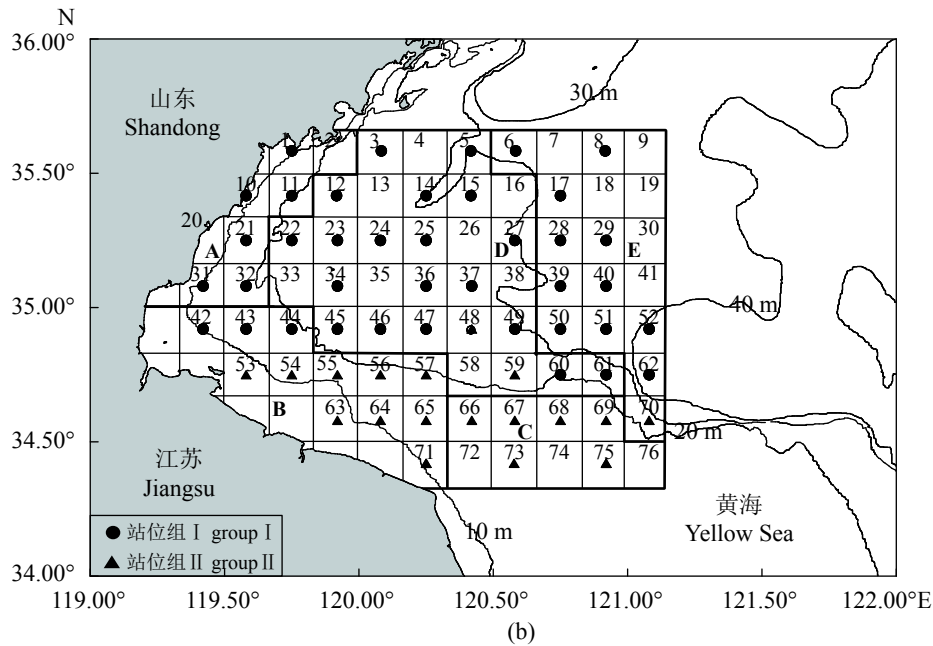 N
36.00°
山东
Shandong
30 m
1 2 3 4 5 6 7 8 9
35.50°
10 11 12 13 14 15 16 17 18 19
20 21 22 23 24 25 26 27 28 29 30
A D E
31 32 33 34 35 36 37 38 39 40 41
35.00°
40 m
42 43 44 45 46 47 48 49 50 51 52
53 54 55 56 57 58 59 60 61 62
B 63 64 65 66 67 68 69 70
C
34.50°
20 m
71 72 73 74 75 76
江苏
Jiangsu
黄海
Yellow Sea
10 m
站位组Ⅰ group Ⅰ
站位组Ⅱ group Ⅱ
34.00°
119.00° 119.50° 120.00° 120.50° 121.00° 121.50° 122.00°E
(b)